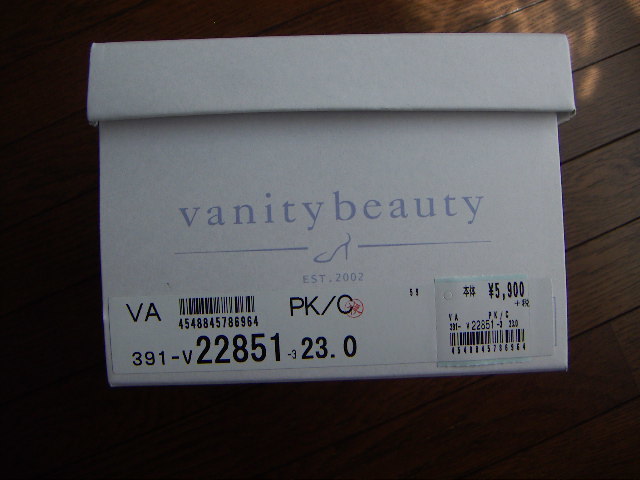 vanitybeauty
EST.2002
VA PK/C
4548845786964
391-V22851-3 23.0
59
本体 ¥5,900
+税
VA PK/C
391-V22851-3 23.0
4548845786964